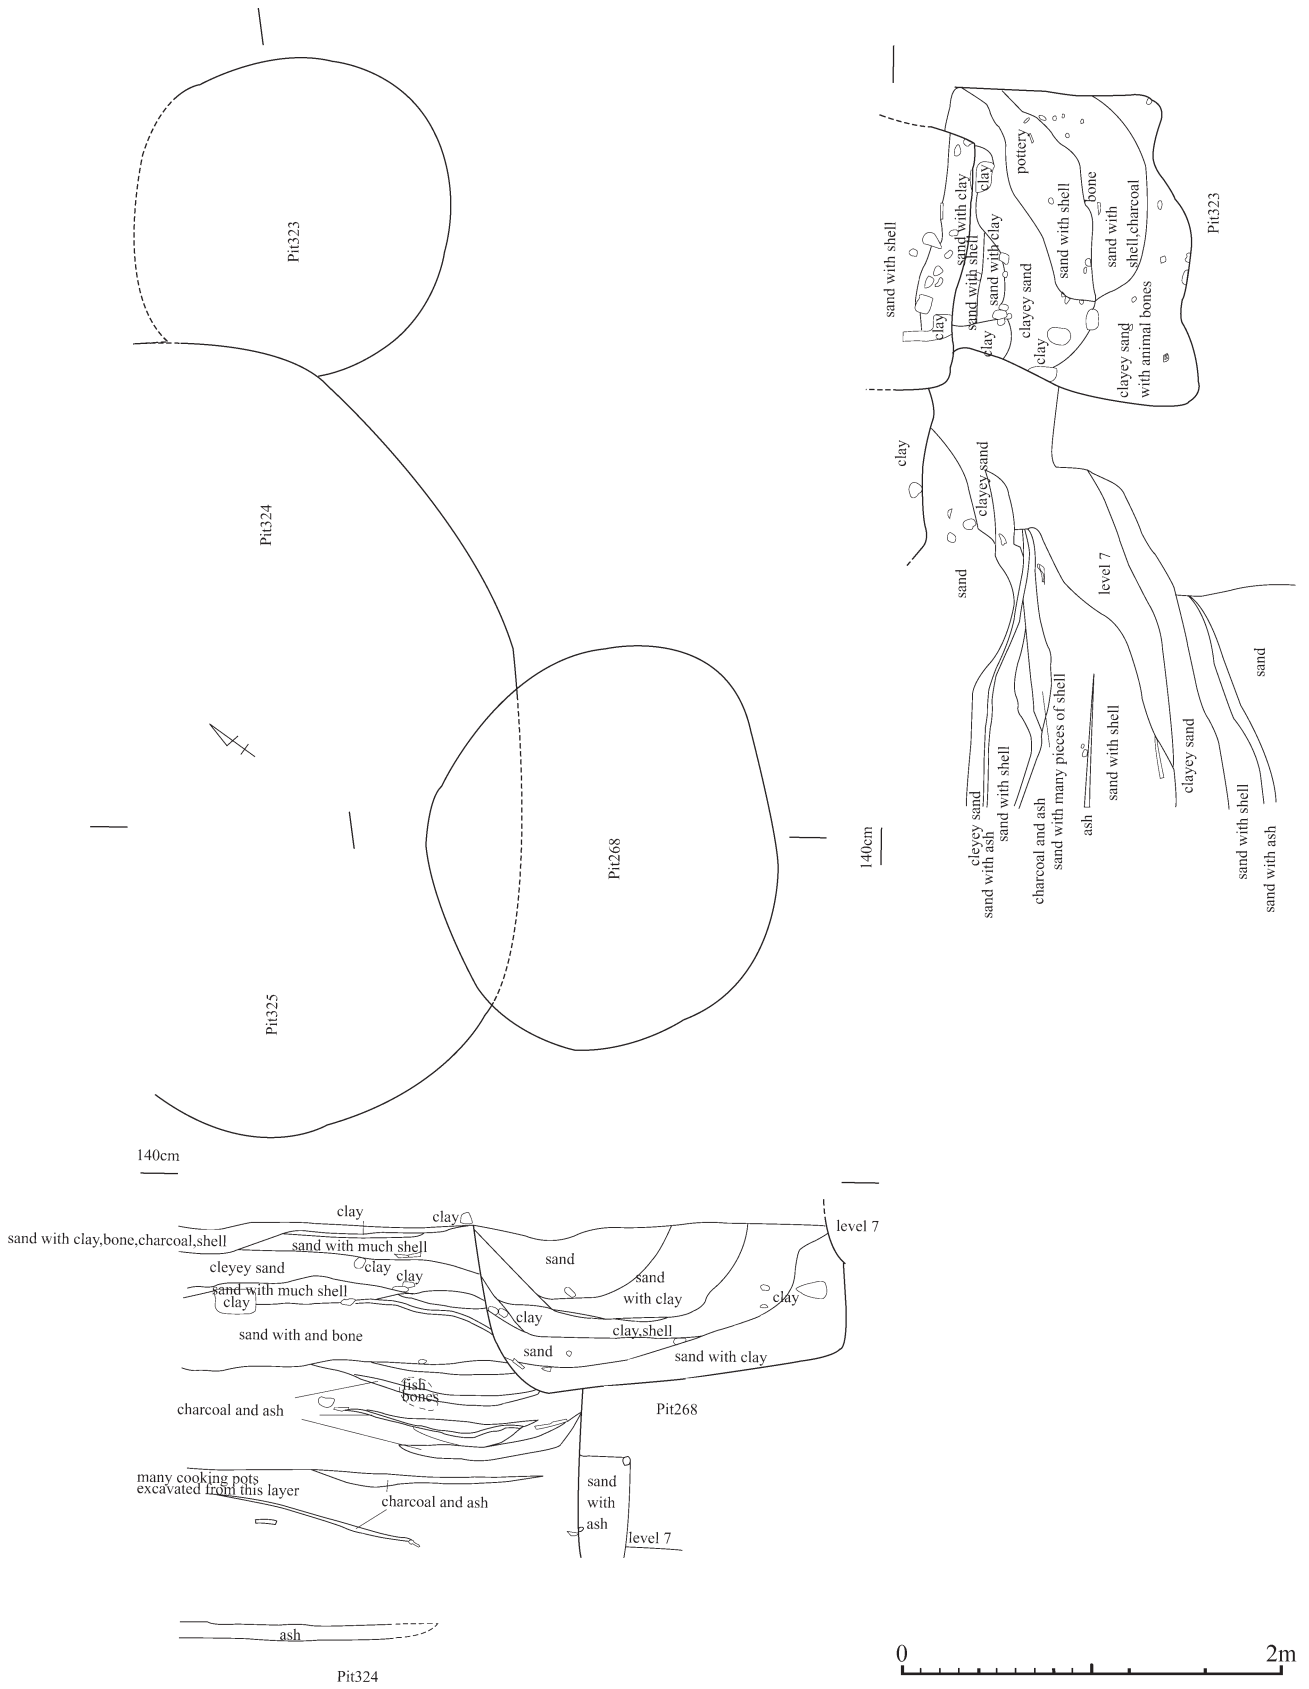 Pit323
Pit324
Pit325
Pit268
sand with shell
clay
sand with clay
sand with shell
clay
sand with clay
clay
clayey sand
clay
pottery
sand with shell
bone
sand with
shell,charcoal
clayey sand
with animal bones
Pit323
clay
clayey sand
sand
level 7
140cm
cleyey sand
sand with ash
sand with shell
charcoal and ash
sand with many pieces of shell
ash
sand with shell
clayey sand
sand with shell
sand with ash
sand
140cm
clay
clay
level 7
sand with clay,bone,charcoal,shell
sand with much shell
sand
cleyey sand
clay
clay
sand
with clay
sand with much shell
clay
clay
clay
clay,shell
sand with and bone
sand
sand with clay
fish
bones
charcoal and ash
Pit268
many cooking pots
excavated from this layer
charcoal and ash
sand
with
ash
level 7
ash
Pit324
0
2m